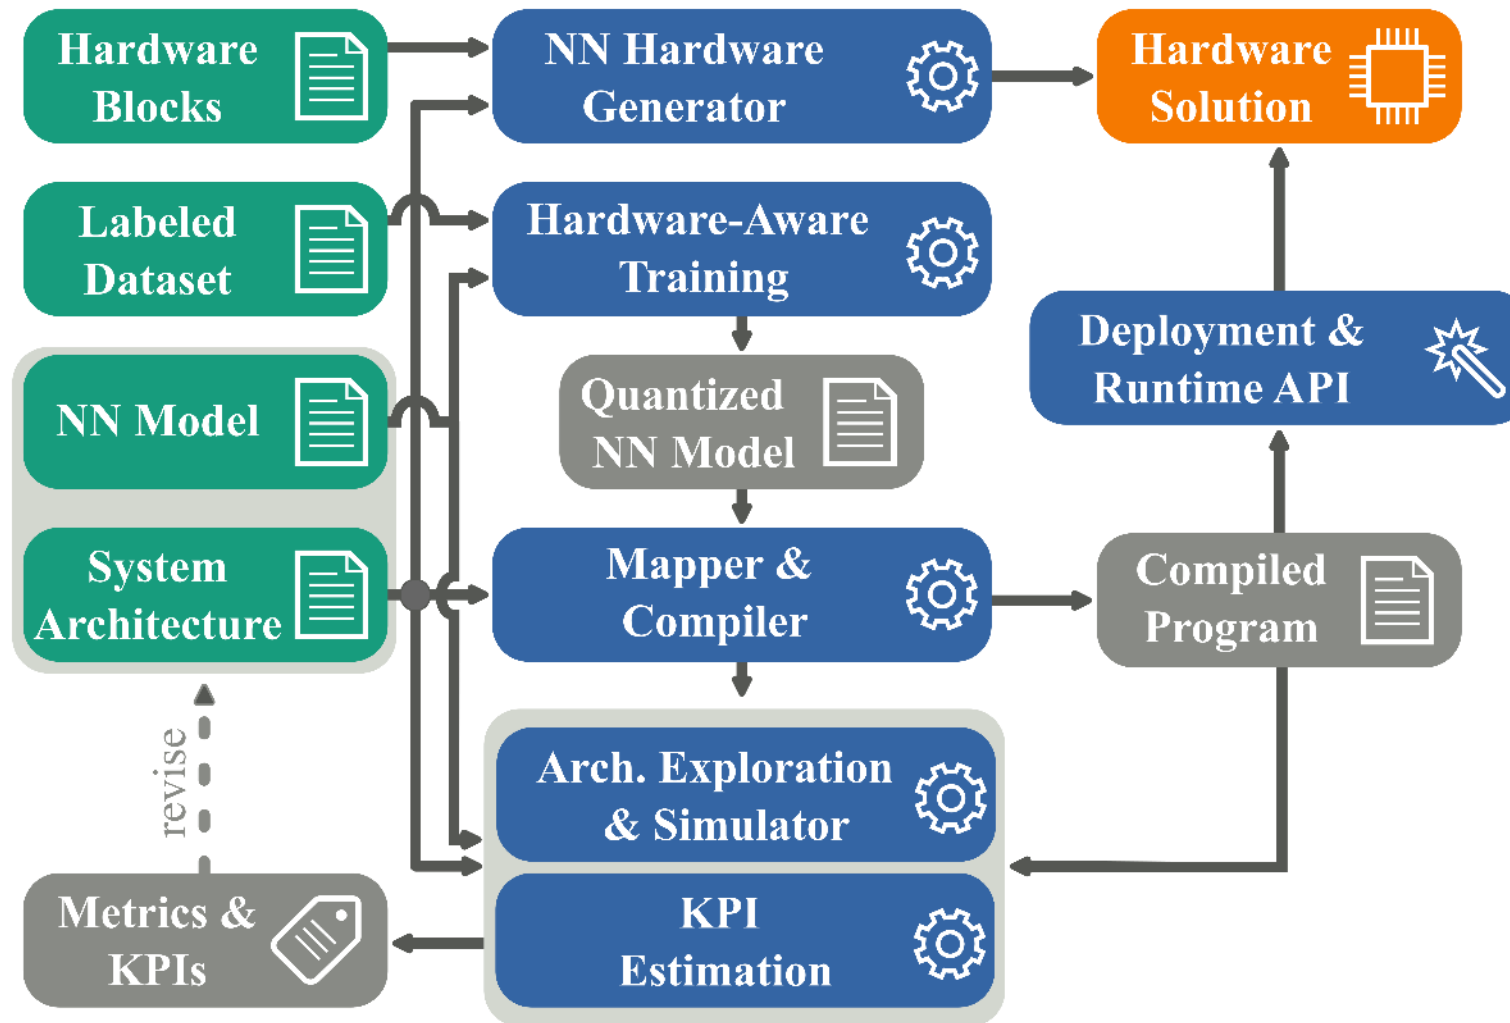 Hardware
Blocks
NN Hardware
Generator
Hardware
Solution
Labeled
Dataset
Hardware-Aware
Training
Deployment &
Runtime API
NN Model
Quantized
NN Model
System
Architecture
Mapper &
Compiler
Compiled
Program
revise
Arch. Exploration
& Simulator
Metrics &
KPIs
KPI
Estimation